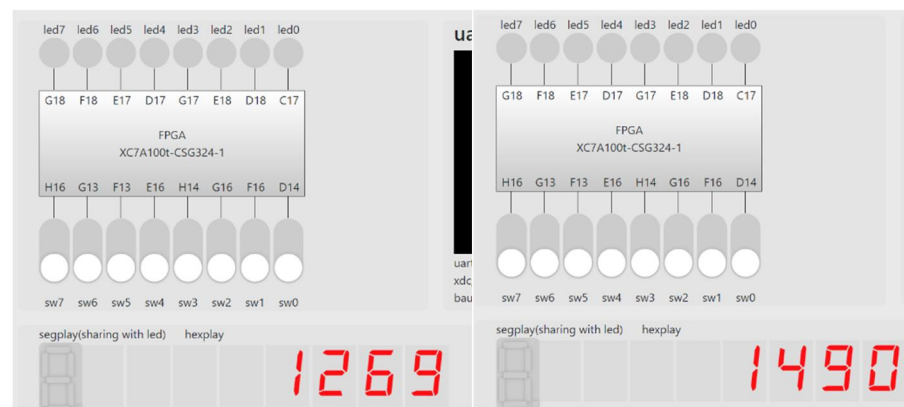 led7 led6 led5 led4 led3 led2 led1 led0
G18 F18 E17 D17 G17 E18 D18 C17
FPGA
XC7A100t-CSG324-1
H16 G13 F13 E16 H14 G16 F16 D14
sw7 sw6 sw5 sw4 sw3 sw2 sw1 sw0
segplay(sharing with led) hexplay
1269
ua
uart
xdc
bau
led7 led6 led5 led4 led3 led2 led1 led0
G18 F18 E17 D17 G17 E18 D18 C17
FPGA
XC7A100t-CSG324-1
H16 G13 F13 E16 H14 G16 F16 D14
sw7 sw6 sw5 sw4 sw3 sw2 sw1 sw0
segplay(sharing with led) hexplay
1490